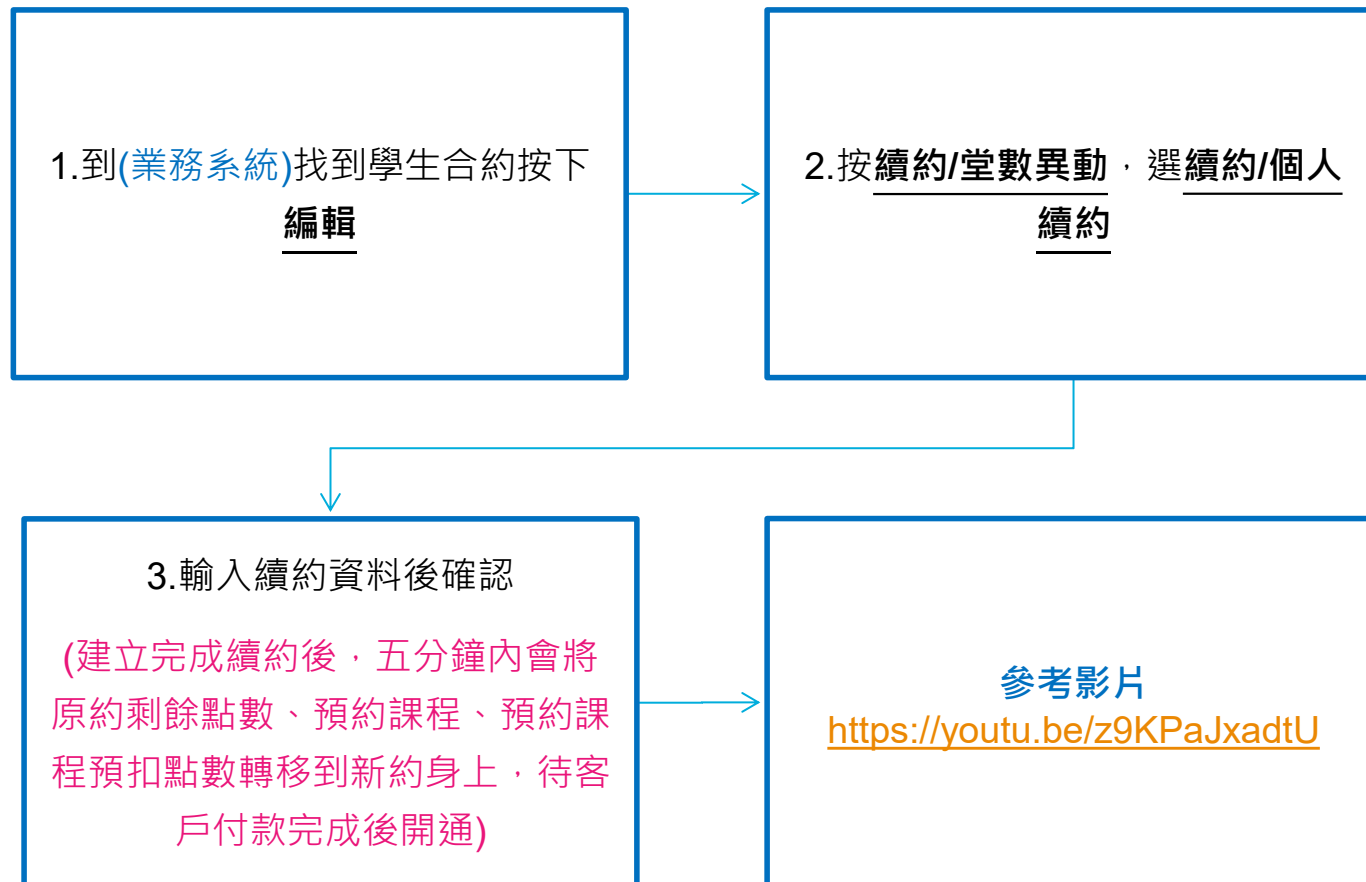 1.到(業務系統)找到學生合約按下
編輯
2.按續約/堂數異動，選續約/個人
續約
3.輸入續約資料後確認
(建立完成續約後，五分鐘內會將
原約剩餘點數、預約課程、預約課
程預扣點數轉移到新約身上，待客
戶付款完成後開通)
參考影片
https://youtu.be/z9KPaJxadtU